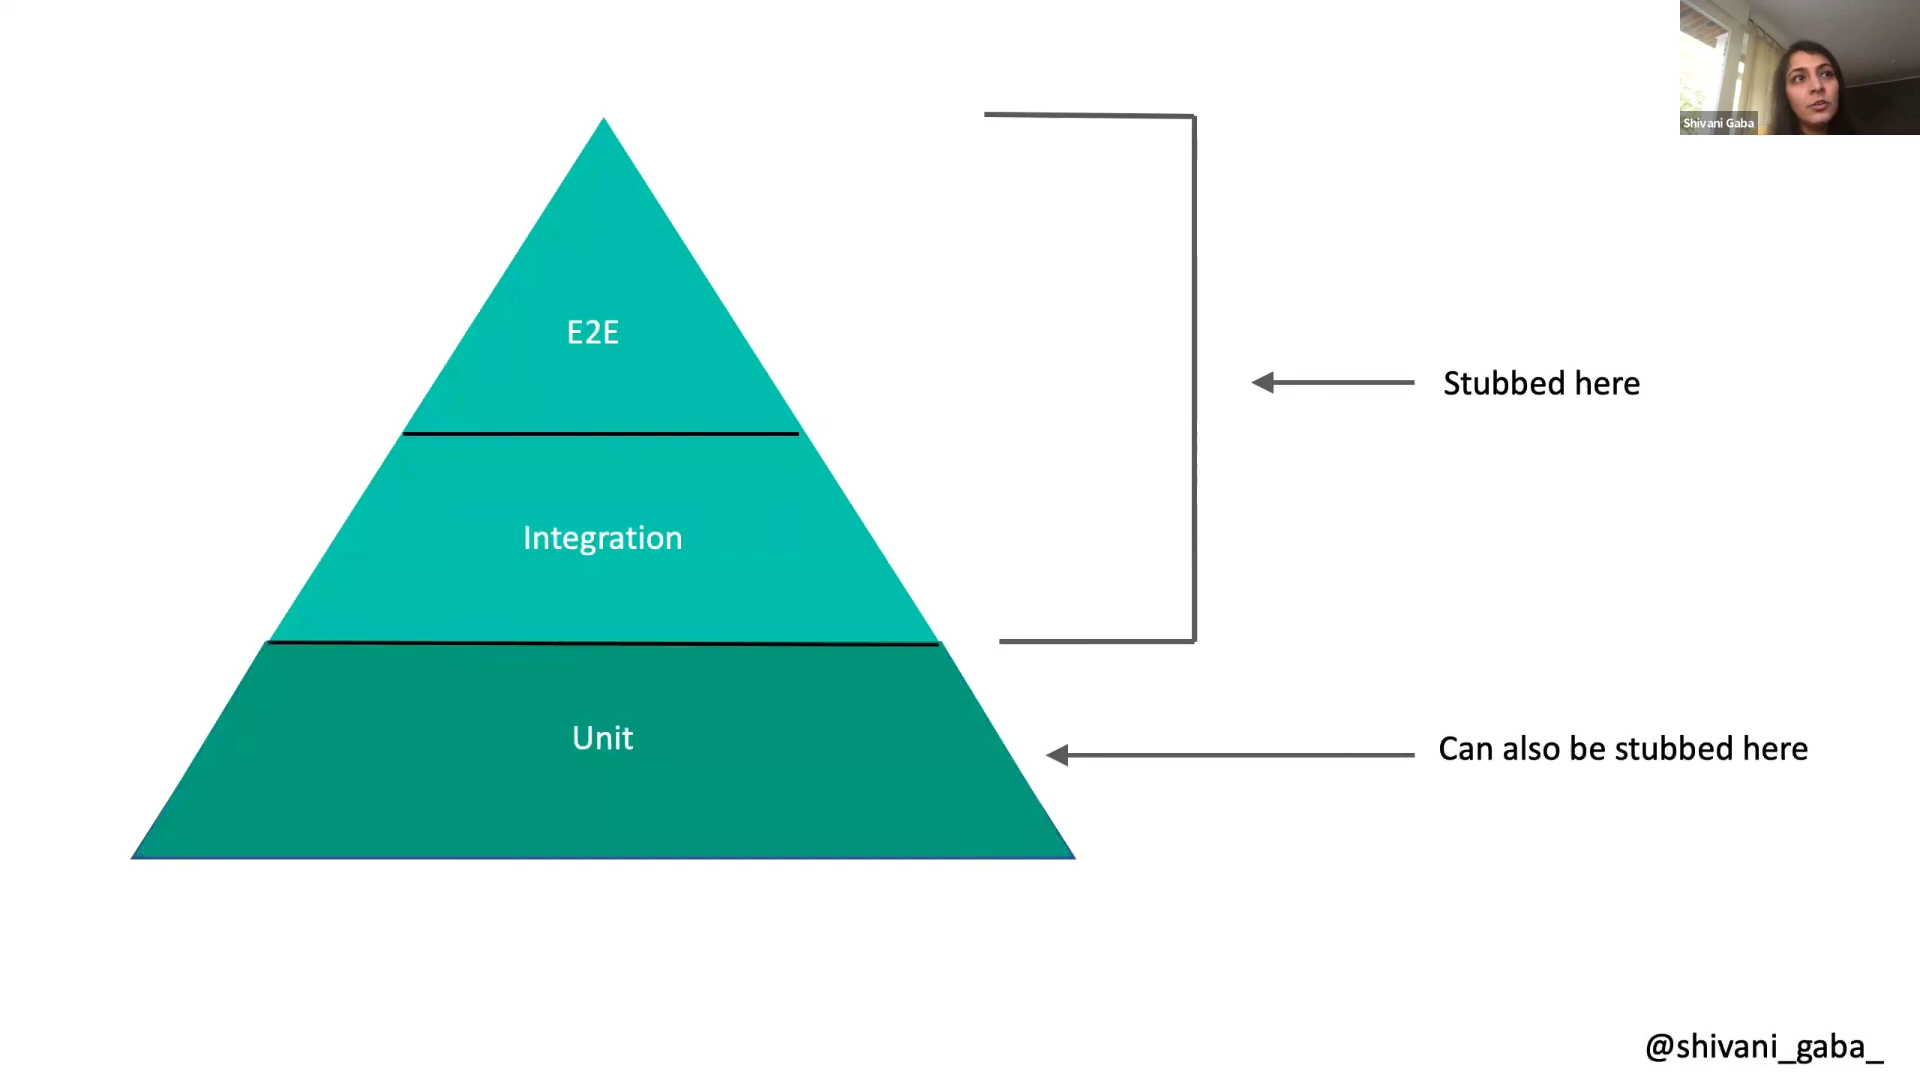 Shivani Gaba
E2E
Stubbed here
Integration
Unit
Can also be stubbed here
@shivani_gaba_